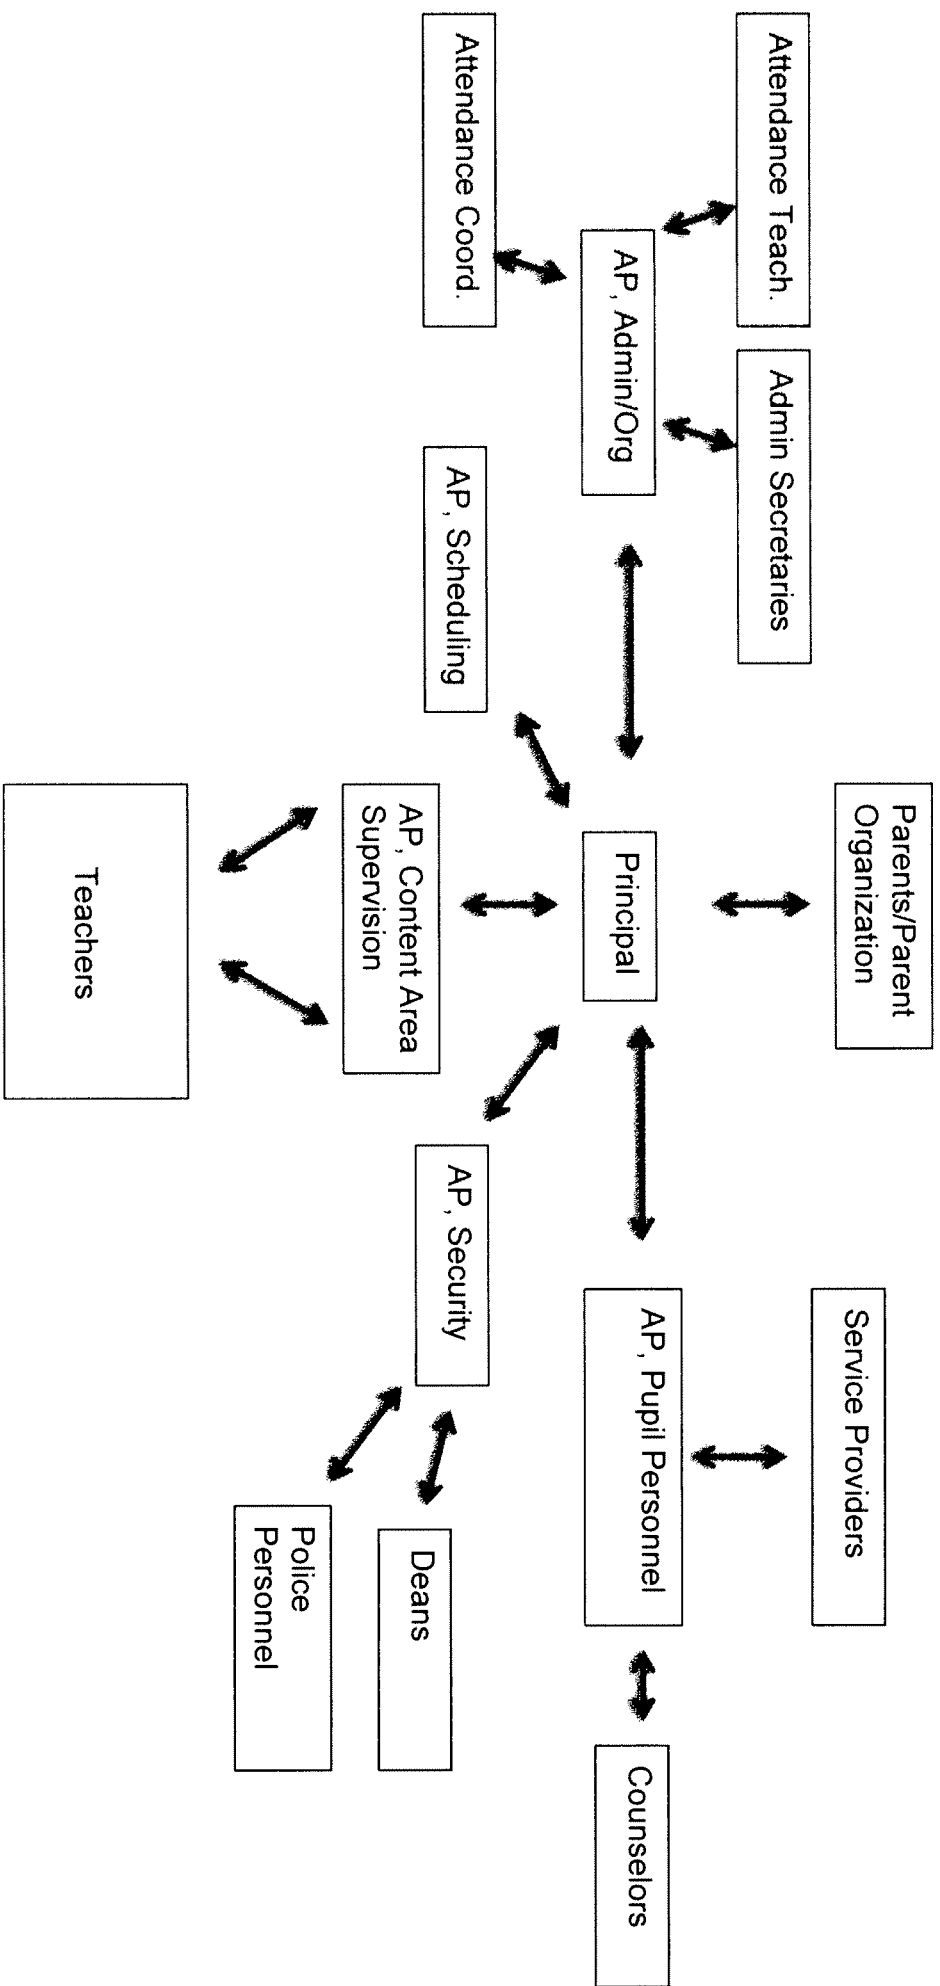 Parents/Parent
Organization
Attendance Teach.
Admin Secretaries
Service Providers
AP, Admin/Org
Principal
AP, Pupil Personnel
Counselors
Attendance Coord.
AP, Scheduling
AP, Content Area
Supervision
AP, Security
Deans
Police
Personnel
Teachers